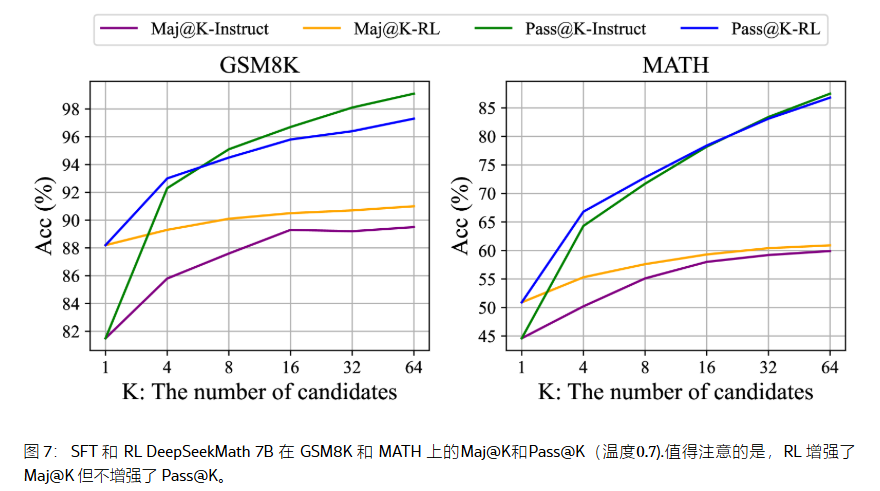 Maj@K-Instruct Maj@K-RL Pass@K-Instruct Pass@K-RL
GSM8K
Acc (%)
98
96
94
92
90
88
86
84
82
1 4 8 16 32 64
K: The number of candidates
MATH
Acc (%)
85
80
75
70
65
60
55
50
45
1 4 8 16 32 64
K: The number of candidates
图 7： SFT 和 RL DeepSeekMath 7B 在 GSM8K 和 MATH 上的Maj@K和Pass@K（温度0.7).值得注意的是，RL 增强了
Maj@K 但不增强了 Pass@K。